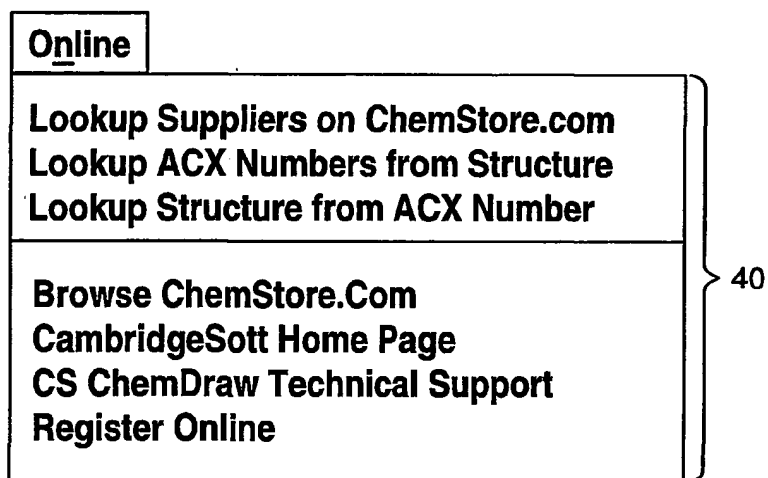 Online
Lookup Suppliers on ChemStore.com
Lookup ACX Numbers from Structure
Lookup Structure from ACX Number
Browse ChemStore.Com
CambridgeSott Home Page
CS ChemDraw Technical Support
Register Online
40